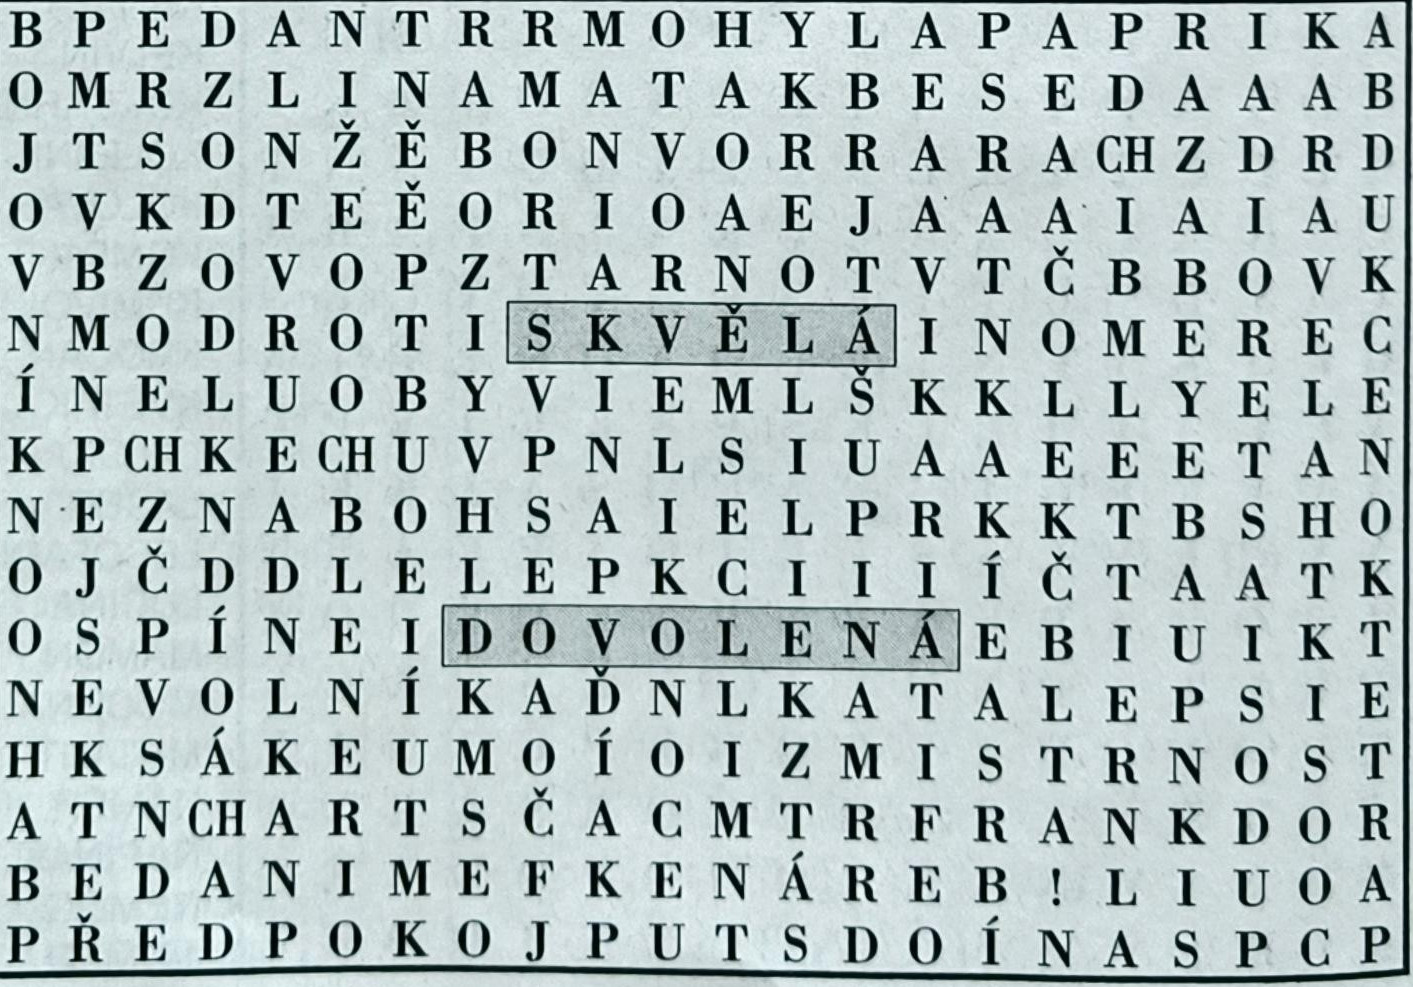 B P E D A N T R R M O H Y L A P A P R I K A
O M R Z L I N A M A T A K B E S E D A A A B
J T S O N Ž Ě B O N V O R R A R A CH Z D R D
O V K D T E Ě O R I O A E J A A A I A I A U
V B Z O V O P Z T A R N O T V T Č B B O V K
N M O D R O T I S K V Ě L Á I N O M E R E C
Í N E L U O B Y V I E M L Š K K L L Y E L E
K P CH K E CH U V P N L S I U A A E E E T A N
N E Z N A B O H S A I E L P R K K T B S H O
O J Č D D L E L E P K C I I I Í Č T A A T K
O S P Í N E I D O V O L E N Á E B I U I K T
N E V O L N Í K A Ď N L K A T A L E P S I E
H K S Á K E U M O Í O I Z M I S T R N O S T
A T N CH A R T S Č A C M T R F R A N K D O R
B E D A N I M E F K E N Á R E B ! L I U O A
P Ř E D P O K O J P U T S D O Í N A S P C P